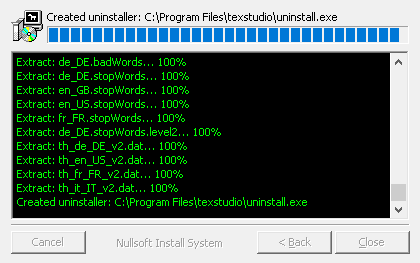 Created uninstaller: C:\Program Files\texstudio\uninstall.exe
Extract: de_DE.badWords... 100%
Extract: de_DE.stopWords... 100%
Extract: en_GB.stopWords... 100%
Extract: en_US.stopWords... 100%
Extract: fr_FR.stopWords... 100%
Extract: de_DE.stopWords.level2... 100%
Extract: th_de_DE_v2.dat... 100%
Extract: th_en_US_v2.dat... 100%
Extract: th_fr_FR_v2.dat... 100%
Extract: th_it_IT_v2.dat... 100%
Created uninstaller: C:\Program Files\texstudio\uninstall.exe
Cancel Nullsoft Install System < Back Close